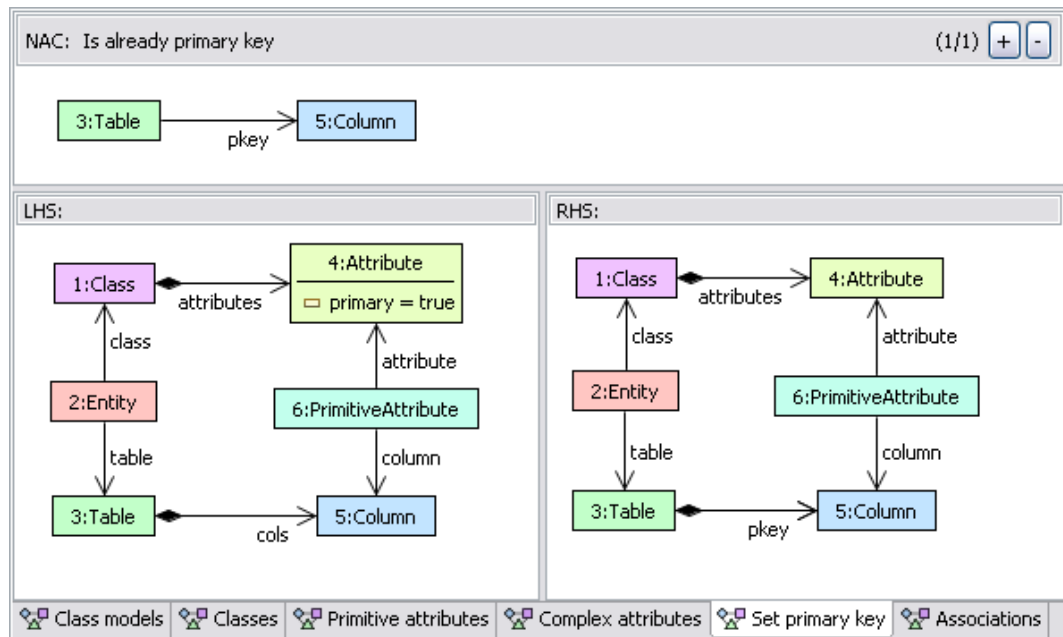 NAC: Is already primary key (1/1) + -
3:Table
5:Column
pkey
LHS:
1:Class
attributes
4:Attribute
primary = true
class
attribute
2:Entity
6:PrimitiveAttribute
table
column
3:Table
cols
5:Column
RHS:
1:Class
attributes
4:Attribute
class
attribute
2:Entity
6:PrimitiveAttribute
table
column
3:Table
pkey
5:Column
Class models Classes Primitive attributes Complex attributes Set primary key Associations